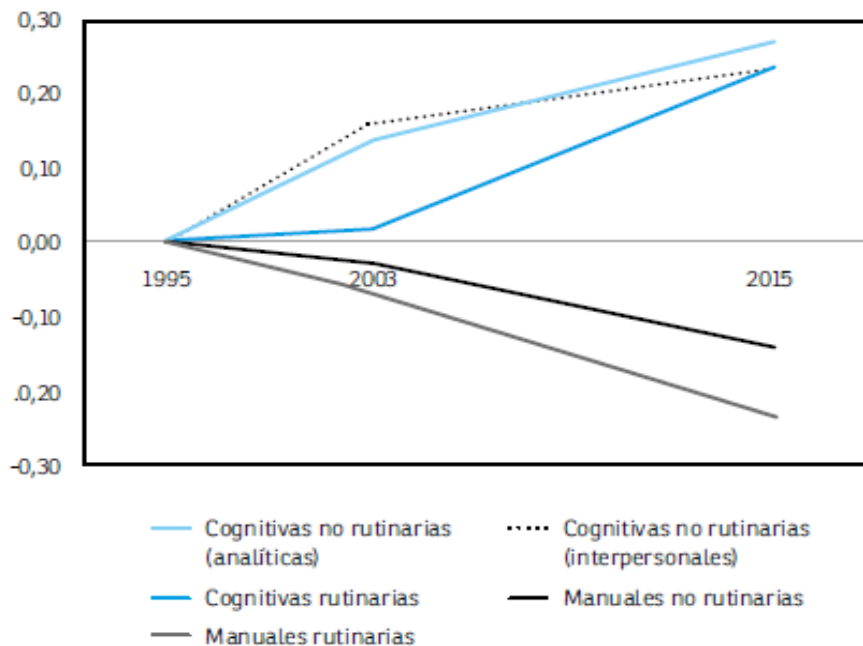 0,30
0,20
0,10
0,00
1995
2003
2015
-0,10
.0,20
-0,30
Cognitivas no rutinarias
(analíticas)
Cognitivas no rutinarias
(interpersonales)
Cognitivas rutinarias
Manuales no rutinarias
Manuales rutinarias